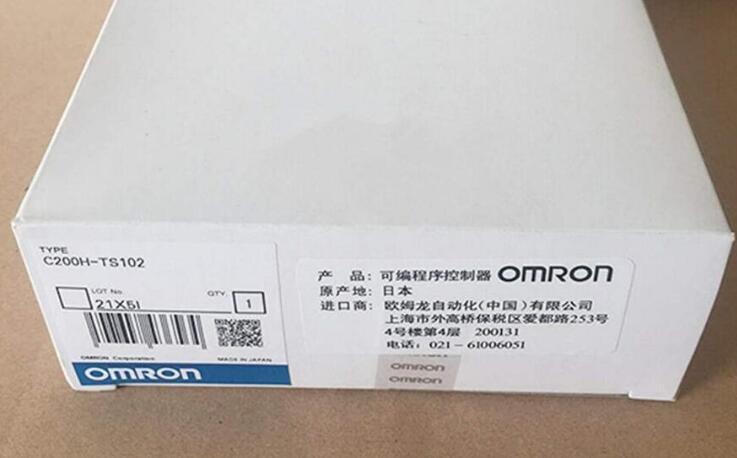 TYPE
C200H-TS102
LOT No.
21X5I
QTY.
1
OMRON Corporation
MADE IN JAPAN
OMRON
产 品: 可编程序控制器 OMRON
原产地: 日本
进口商: 欧姆龙自动化(中国)有限公司
上海市外高桥保税区爱都路253号
4号楼第4层 200131
电话: 021-61006051
OMRON
OMRON